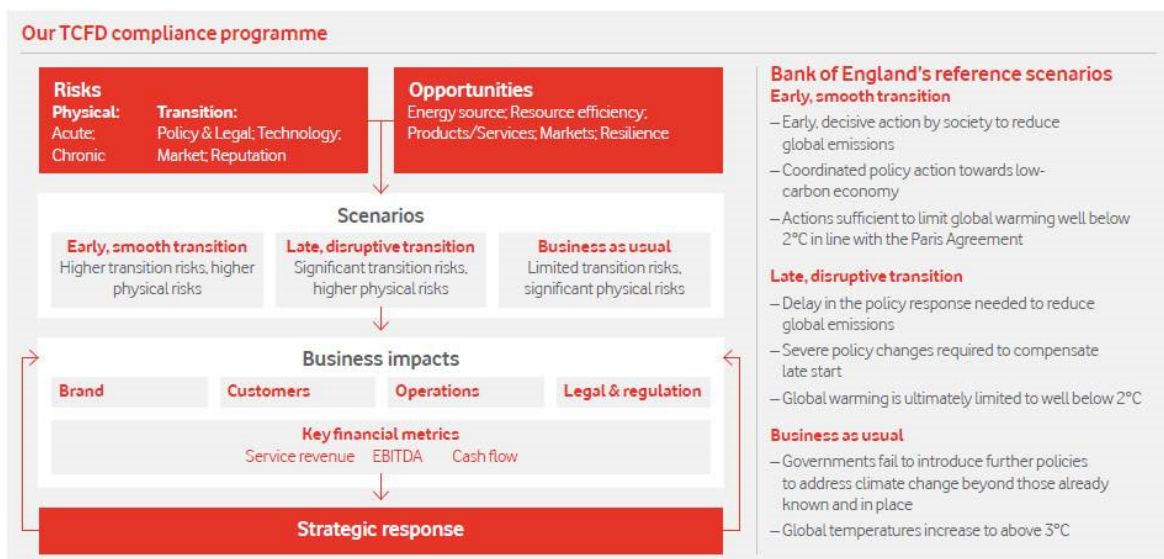 Our TCFD compliance programme
Risks
Physical: Transition:
Acute; Policy & Legal; Technology;
Chronic Market; Reputation
Opportunities
Energy source; Resource efficiency;
Products/Services; Markets; Resilience
Scenarios
Early, smooth transition
Higher transition risks, higher
physical risks
Late, disruptive transition
Significant transition risks,
higher physical risks
Business as usual
Limited transition risks,
significant physical risks
Business impacts
Brand
Customers
Operations
Legal & regulation
Key financial metrics
Service revenue EBITDA Cash flow
Strategic response
Bank of England's reference scenarios
Early, smooth transition
– Early, decisive action by society to reduce
global emissions
– Coordinated policy action towards low-
carbon economy
– Actions sufficient to limit global warming well below
2°C in line with the Paris Agreement
Late, disruptive transition
– Delay in the policy response needed to reduce
global emissions
– Severe policy changes required to compensate
late start
– Global warming is ultimately limited to well below 2°C
Business as usual
– Governments fail to introduce further policies
to address climate change beyond those already
known and in place
– Global temperatures increase to above 3°C